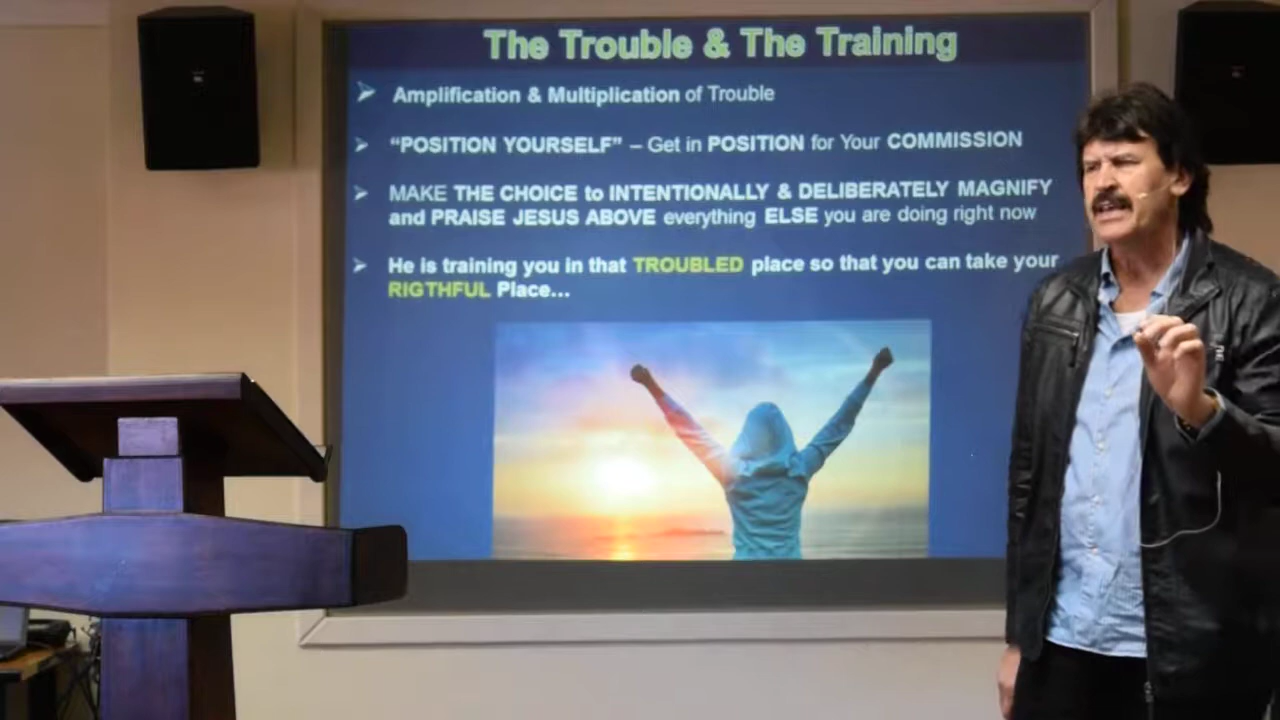 The Trouble & The Training
Amplification & Multiplication of Trouble
“POSITION YOURSELF” – Get in POSITION for Your COMMISSION
MAKE THE CHOICE to INTENTIONALLY & DELIBERATELY MAGNIFY
and PRAISE JESUS ABOVE everything ELSE you are doing right now
He is training you in that TROUBLED place so that you can take your
RIGTHFUL Place...